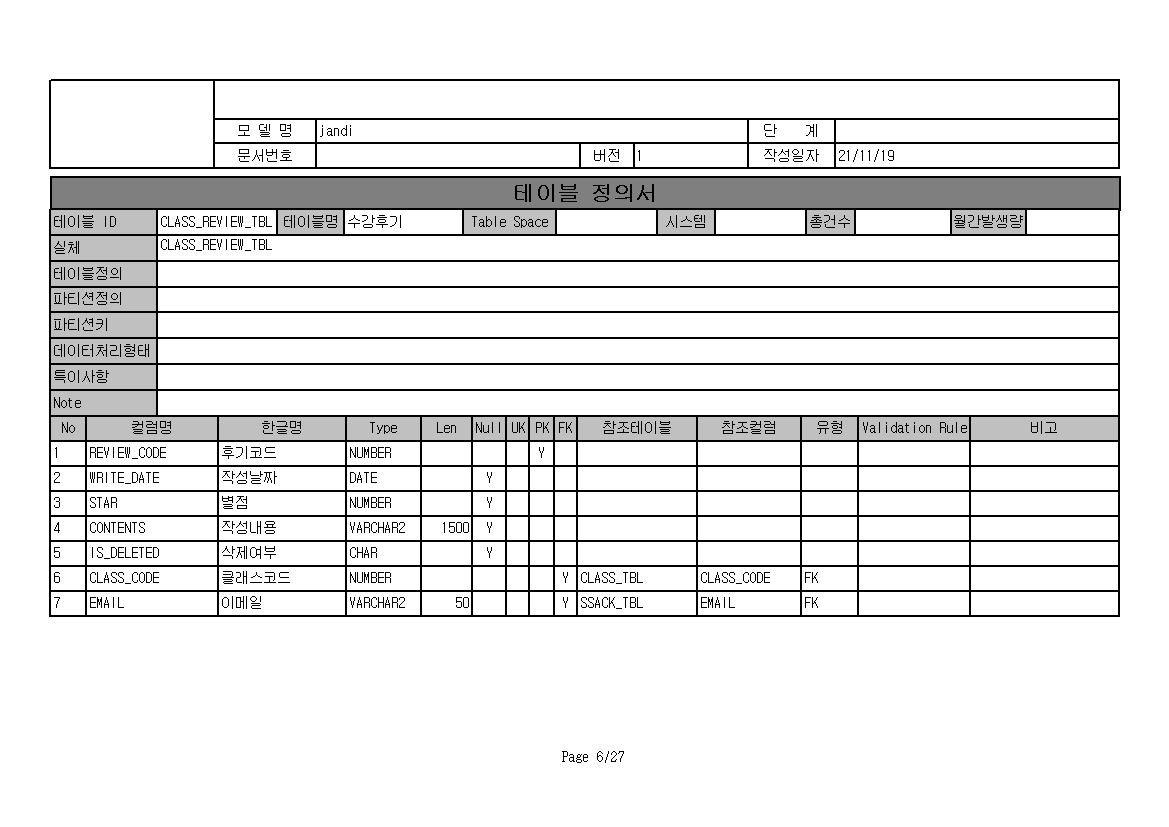 모 델 명 jandi 단 계
문서번호 버전 1 작성일자 21/11/19
테이블 정의서
테이블 ID CLASS_REVIEW_TBL 테이블명 수강후기 Table Space 시스템 총건수 월간발생량
실체 CLASS_REVIEW_TBL
테이블정의
파티션정의
파티션키
데이터처리형태
특이사항
Note
No 컬럼명 한글명 Type Len Null UK PK FK 참조테이블 참조컬럼 유형 Validation Rule 비고
1 REVIEW_CODE 후기코드 NUMBER Y
2 WRITE_DATE 작성날짜 DATE Y
3 STAR 별점 NUMBER Y
4 CONTENTS 작성내용 VARCHAR2 1500 Y
5 IS_DELETED 삭제여부 CHAR Y
6 CLASS_CODE 클래스코드 NUMBER Y CLASS_TBL CLASS_CODE FK
7 EMAIL 이메일 VARCHAR2 50 Y SSACK_TBL EMAIL FK
Page 6/27